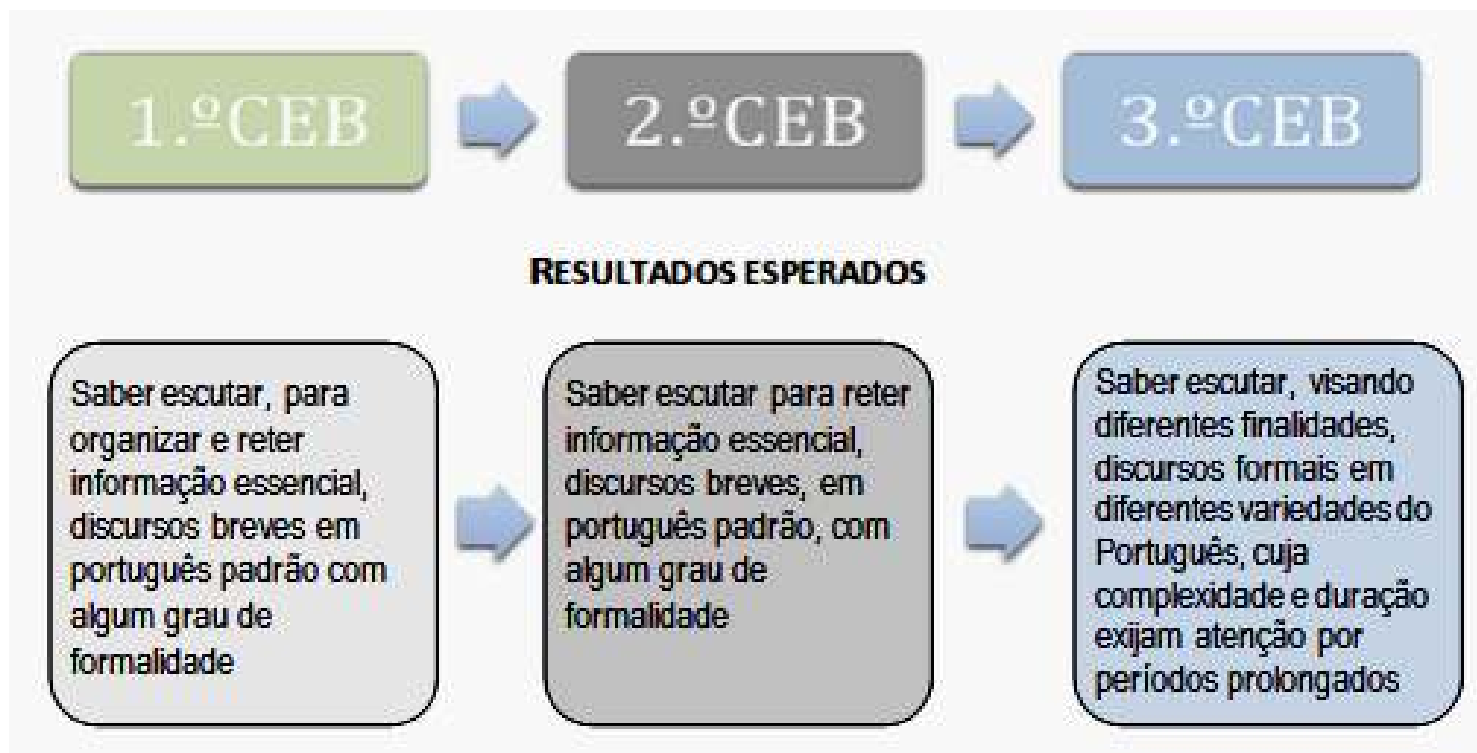 1.ºCEB
2.ºCEB
3.ºCEB
RESULTADOS ESPERADOS
Saber escutar, para
organizar e reter
informação essencial,
discursos breves em
português padrão com
algum grau de
formalidade
Saber escutar para reter
informação essencial,
discursos breves, em
português padrão, com
algum grau de
formalidade
Saber escutar, visando
diferentes finalidades,
discursos formais em
diferentes variedades do
Português, cuja
complexidade e duração
exijam atenção por
períodos prolongados